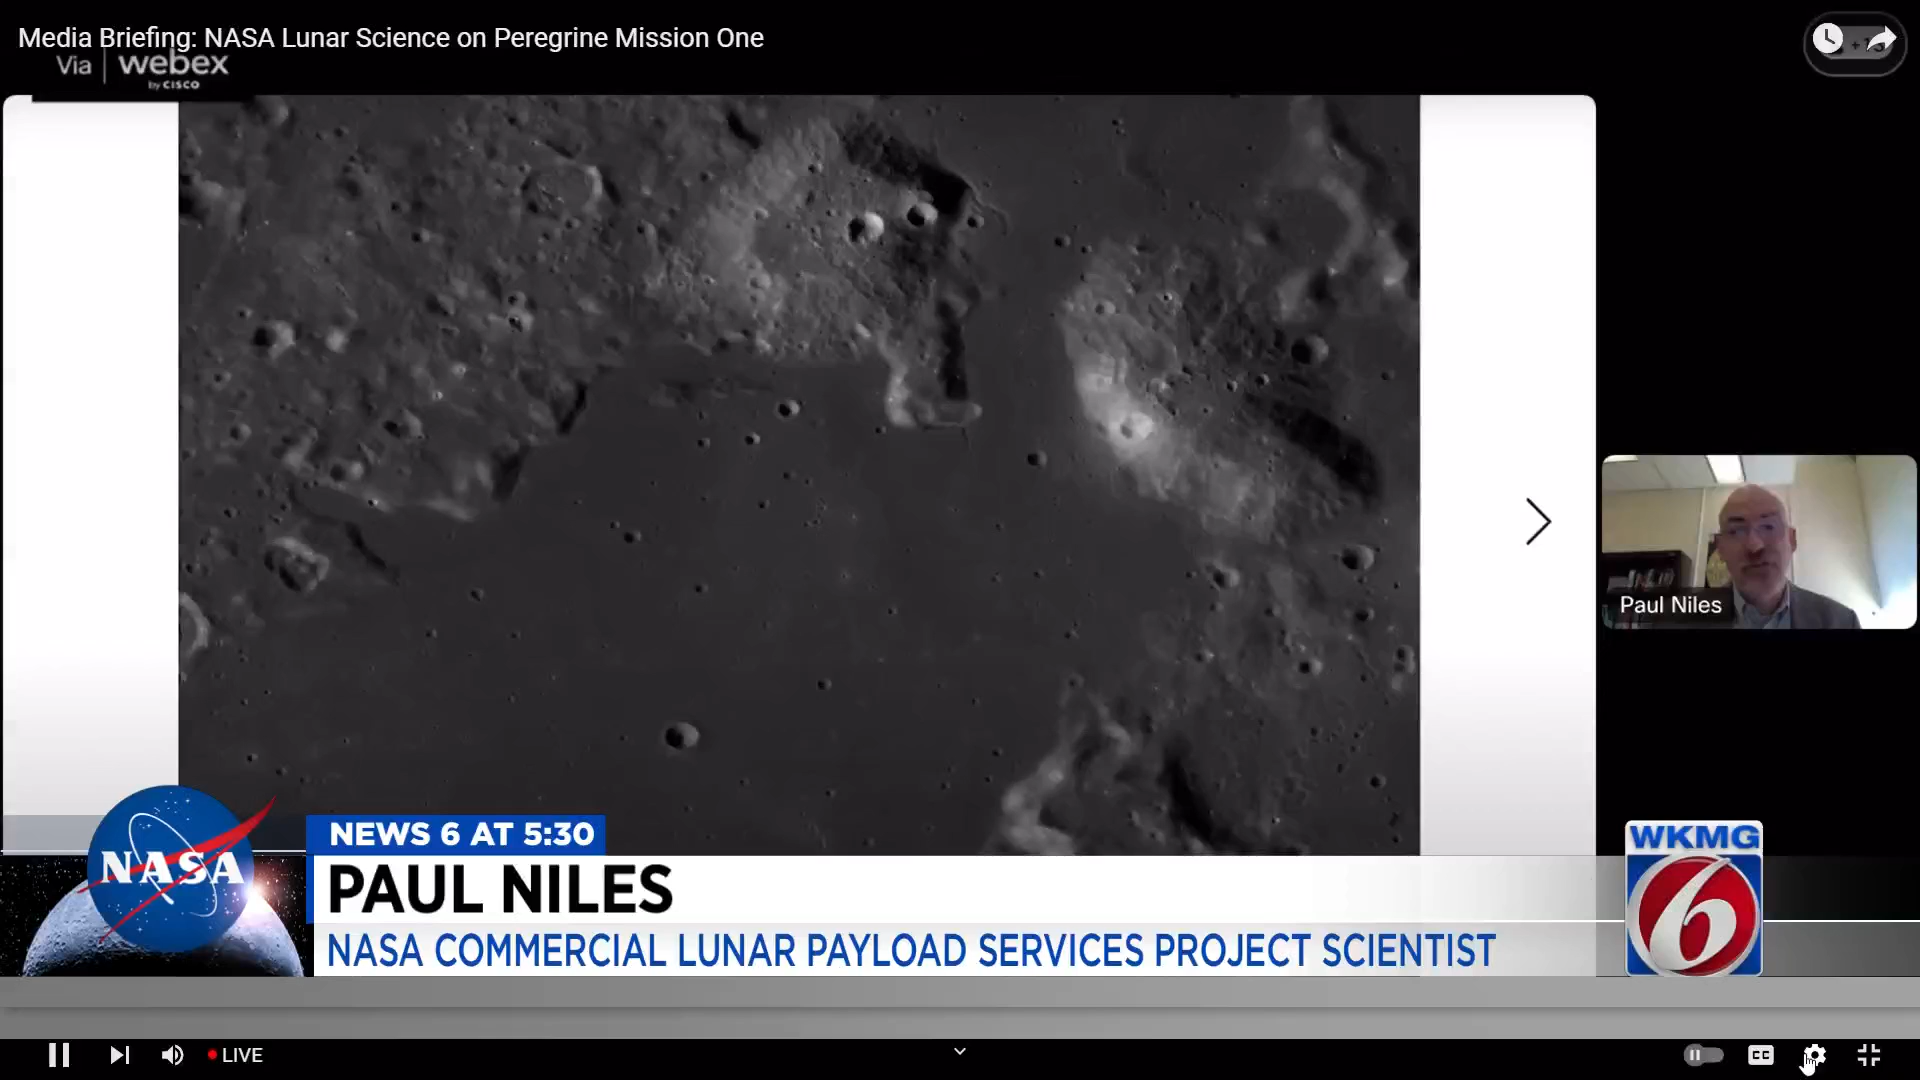 Media Briefing: NASA Lunar Science on Peregrine Mission One
Via webex
by CISCO
Paul Niles
NASA
NEWS 6 AT 5:30
PAUL NILES
NASA COMMERCIAL LUNAR PAYLOAD SERVICES PROJECT SCIENTIST
WKMG
6
LIVE
CC